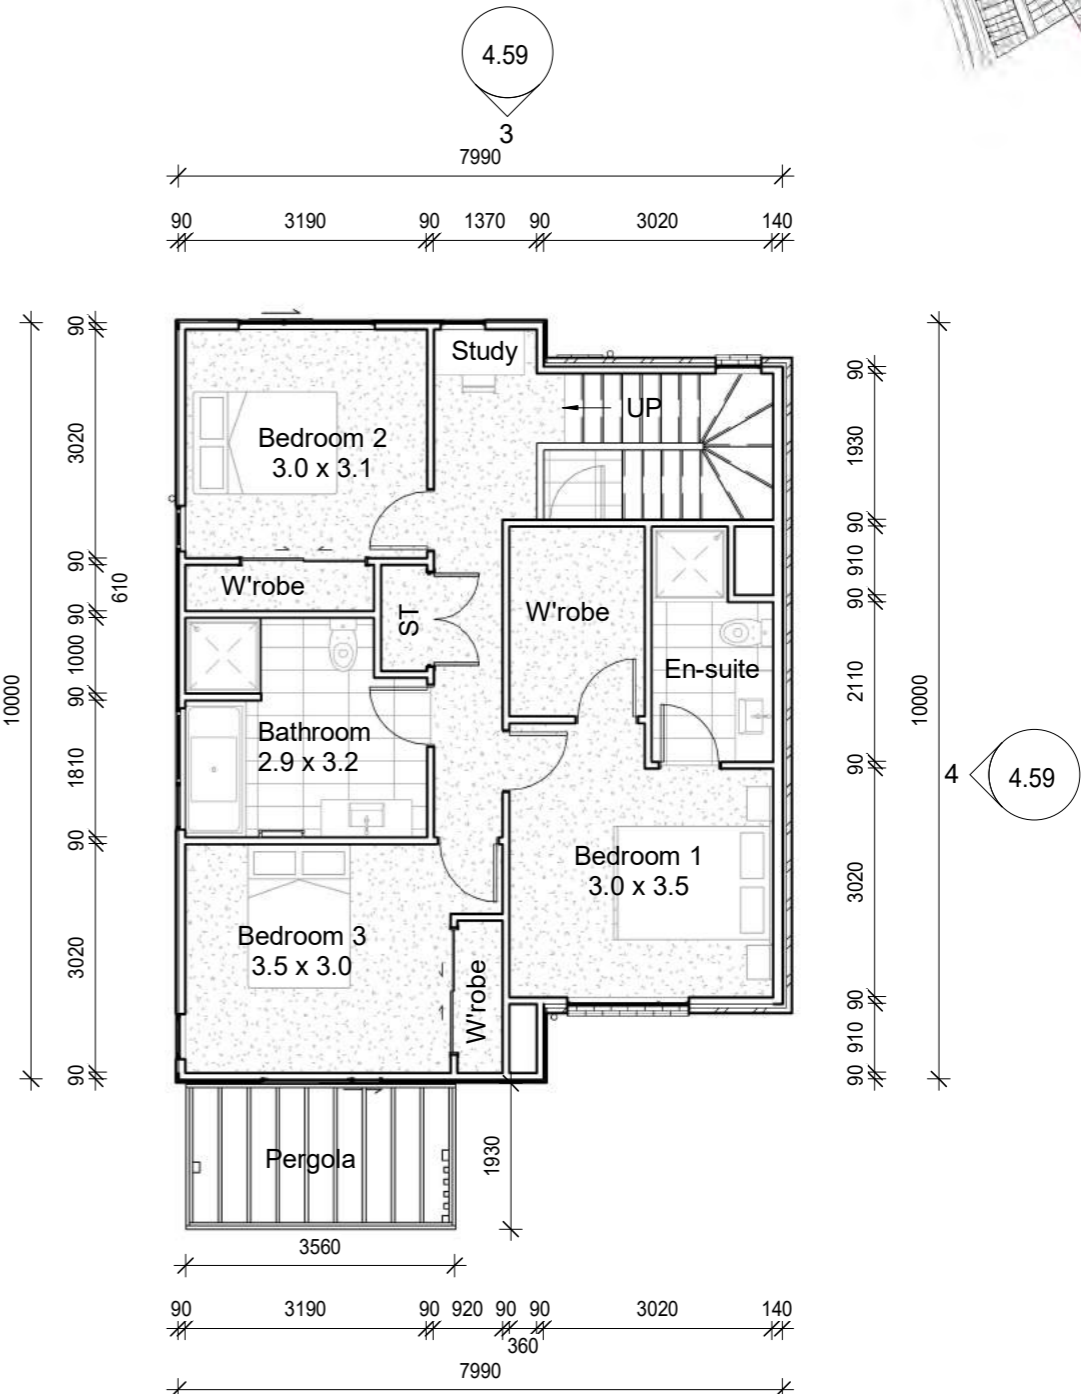 4.59
3
7990
90 3190 90 1370 90 3020 140
10000
90
3020
90
610
90
1000
90
1810
90
3020
90
Study
UP
Bedroom 2
3.0 x 3.1
W'robe
ST
W'robe
En-suite
Bathroom
2.9 x 3.2
Bedroom 1
3.0 x 3.5
Bedroom 3
3.5 x 3.0
W'robe
Pergola
90
1930
90
910
90
2110
90
3020
90
910
90
10000
4
4.59
1930
3560
90 3190 90 920 90 90 3020 140
360
7990